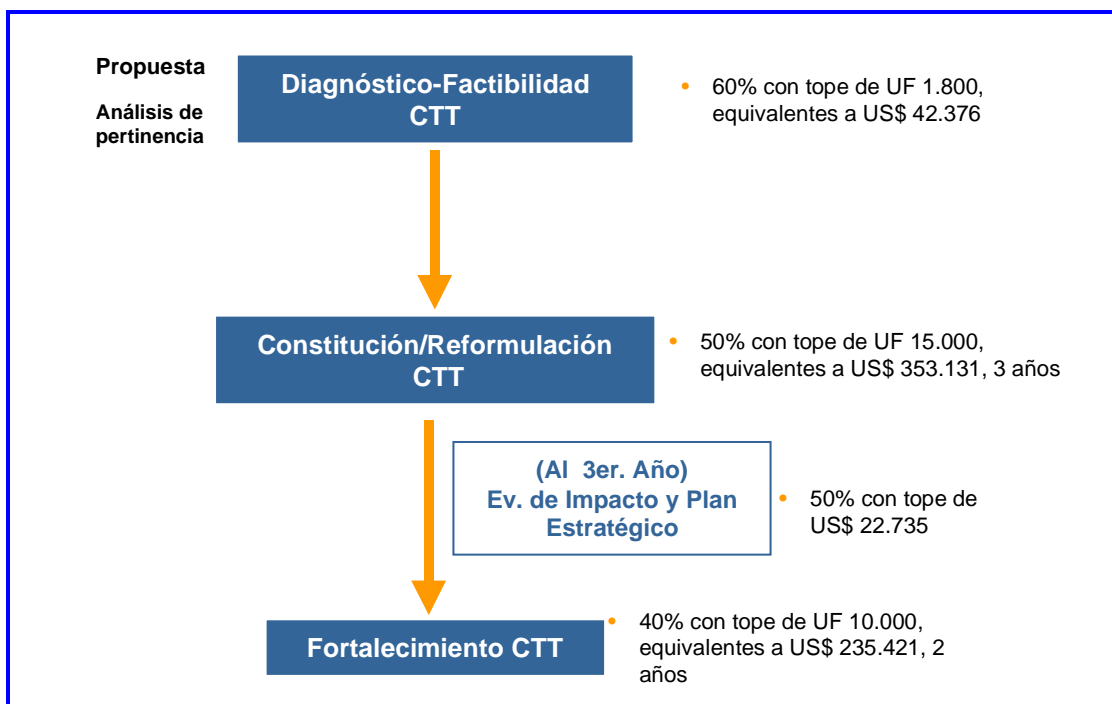 Propuesta
Análisis de
pertinencia
Diagnóstico-Factibilidad
CTT
• 60% con tope de UF 1.800,
equivalentes a US$ 42.376
Constitución/Reformulación
CTT
• 50% con tope de UF 15.000,
equivalentes a US$ 353.131, 3 años
(Al 3er. Año)
Ev. de Impacto y Plan
Estratégico
• 50% con tope de
US$ 22.735
Fortalecimiento CTT
• 40% con tope de UF 10.000,
equivalentes a US$ 235.421, 2
años